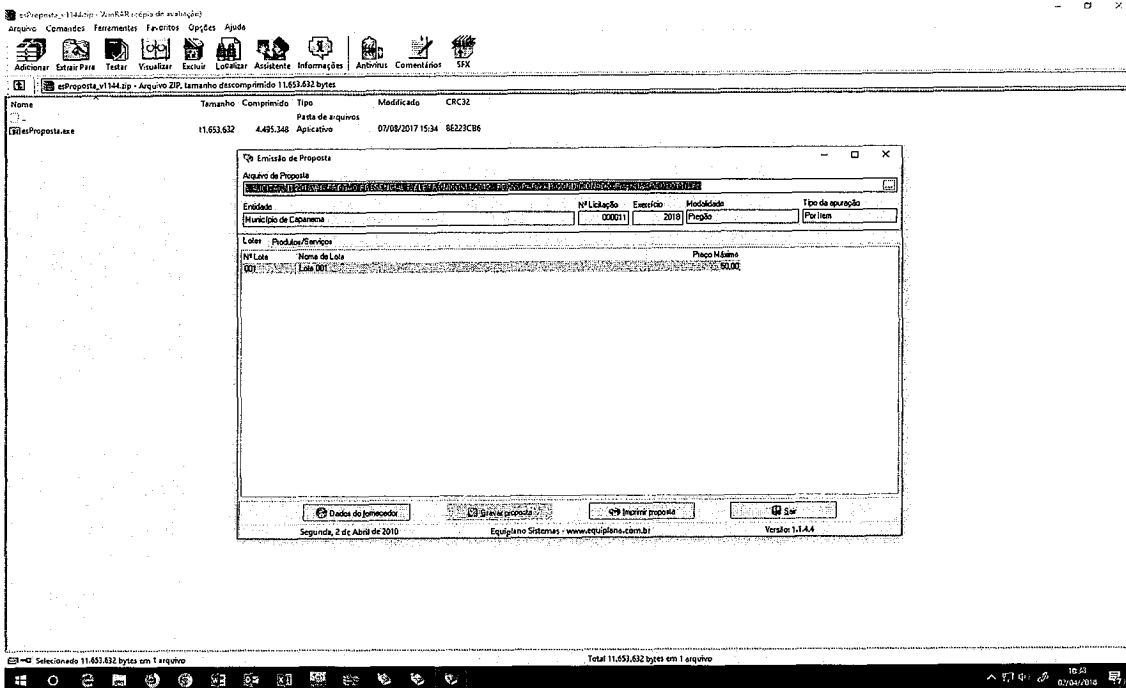 esProposta_v1144.zip - WinRAR (cópia de avaliação)
Arquivo Comandos Ferramentas Favoritos Opções Ajuda
Adicionar Extrair Para Testar Visualizar Excluir Localizar Assistente Informações Antivírus Comentários SFX
esProposta_v1144.zip - Arquivo ZIP, tamanho descomprimido 11.653.632 bytes
Nome Tamanho Comprimido Tipo Modificado CRC32
Pasta de arquivos
esProposta.exe 11.653.632 4.495.348 Aplicativo 07/08/2017 15:34 8E223CB6
Emissão de Proposta
Arquivo de Proposta
Entidade Nº Licitação Exercício Modalidade Tipo da apuração
Município de Capanema 000011 2018 Pregão Por Item
Lotes Produtos/Serviços
Nº Lote Nome do Lote Preço Máximo
001 Lote 001 50,00
Dados do fornecedor Gravar proposta Imprimir proposta Sair
Segunda, 2 de Abril de 2018 Equiplano Sistemas - www.equiplano.com.br Versão: 1.1.4.4
Selecionado 11.653.632 bytes em 1 arquivo Total 11.653.632 bytes em 1 arquivo
02/04/2018